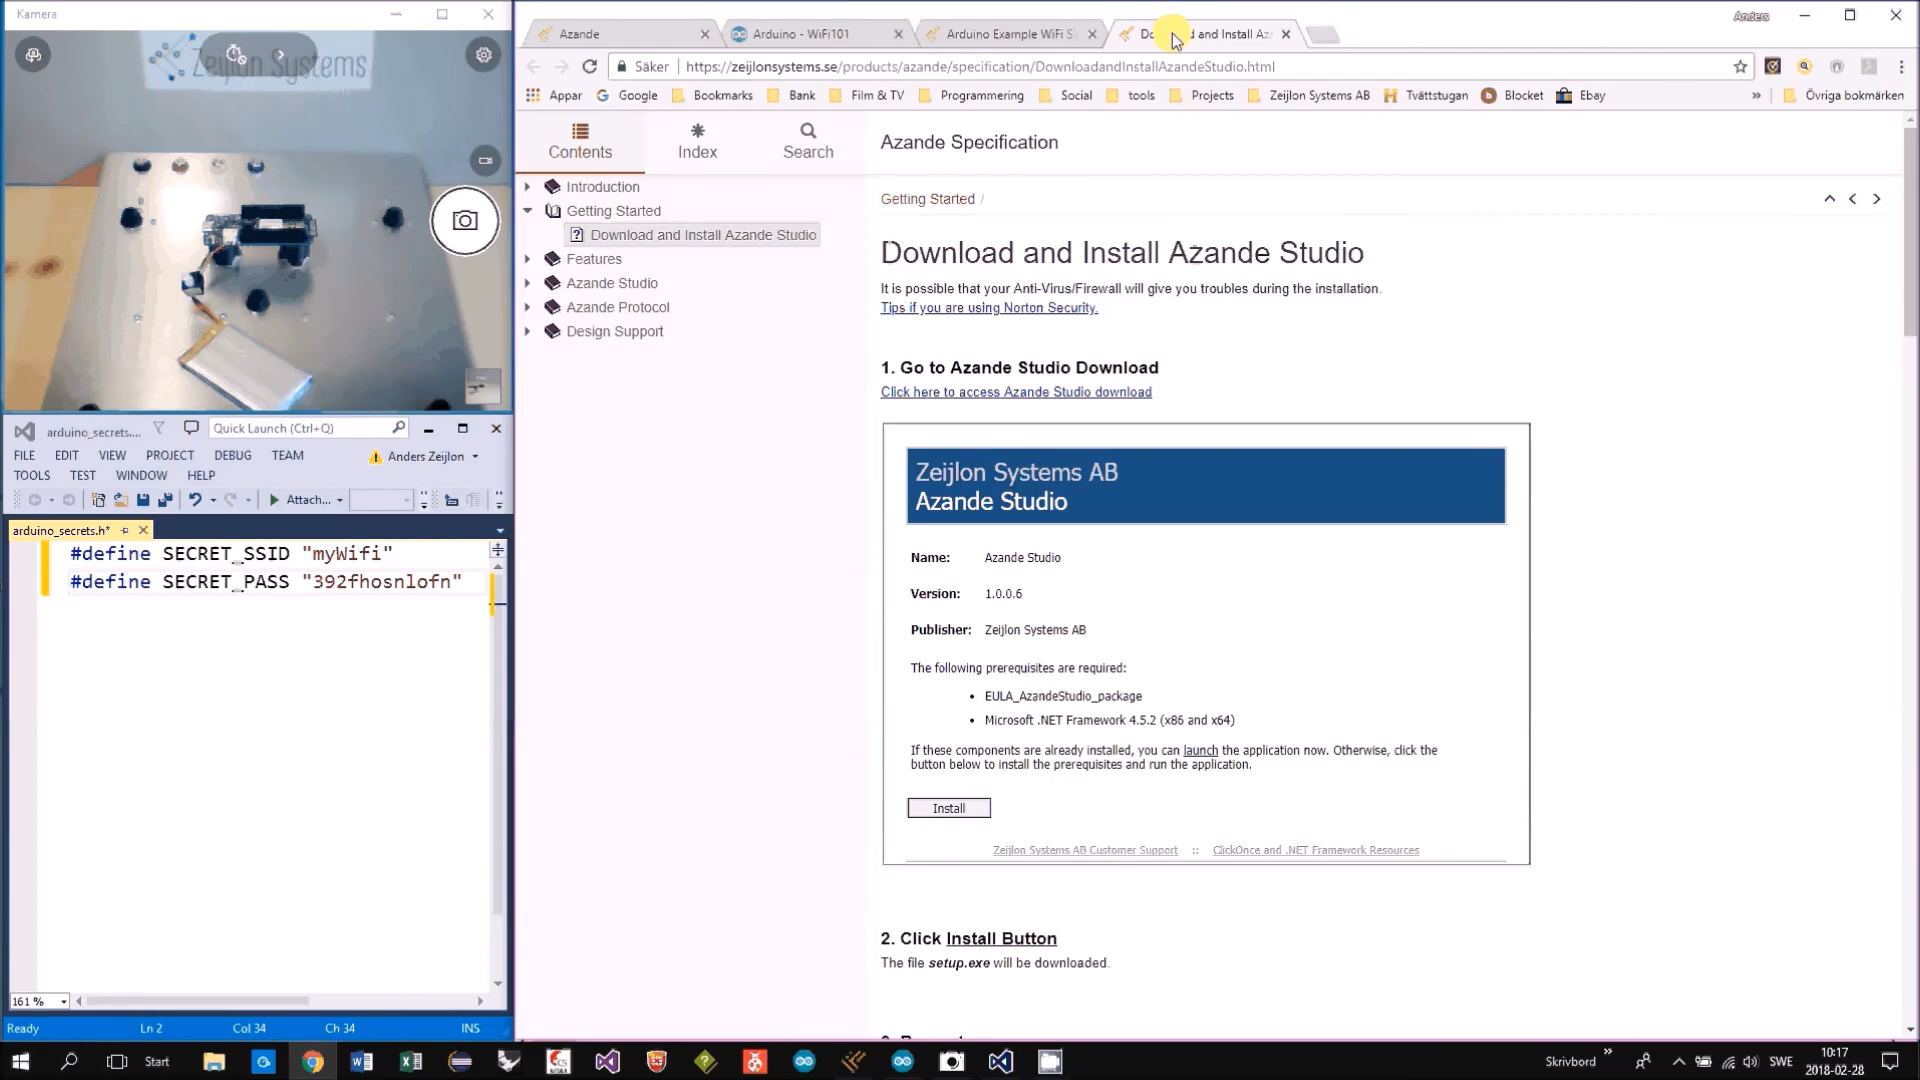 Kamera
Zeijlon Systems
arduino_secrets....
Quick Launch (Ctrl+Q)
FILE EDIT VIEW PROJECT DEBUG TEAM
Anders Zeijlon
TOOLS TEST WINDOW HELP
Attach...
arduino_secrets.h*
#define SECRET_SSID "myWifi"
#define SECRET_PASS "392fhosnlofn"
161 %
Ready Ln 2 Col 34 Ch 34 INS
Anders
Azande
Arduino - WiFi101
Arduino Example WiFi S
Do and Install Aza
Säker https://zeijlonsystems.se/products/azande/specification/DownloadandInstallAzandeStudio.html
Appar Google Bookmarks Bank Film & TV Programmering Social tools Projects Zeijlon Systems AB Tvättstugan Blocket Ebay » Övriga bokmärken
Contents Index Search
Introduction
Getting Started
Download and Install Azande Studio
Features
Azande Studio
Azande Protocol
Design Support
Azande Specification
Getting Started /
Download and Install Azande Studio
It is possible that your Anti-Virus/Firewall will give you troubles during the installation.
Tips if you are using Norton Security.
1. Go to Azande Studio Download
Click here to access Azande Studio download
Zeijlon Systems AB
Azande Studio
Name: Azande Studio
Version: 1.0.0.6
Publisher: Zeijlon Systems AB
The following prerequisites are required:
• EULA_AzandeStudio_package
• Microsoft .NET Framework 4.5.2 (x86 and x64)
If these components are already installed, you can launch the application now. Otherwise, click the
button below to install the prerequisites and run the application.
Install
Zeijlon Systems AB Customer Support :: ClickOnce and .NET Framework Resources
2. Click Install Button
The file setup.exe will be downloaded.
Start
Skrivbord »
SWE
10:17
2018-02-28